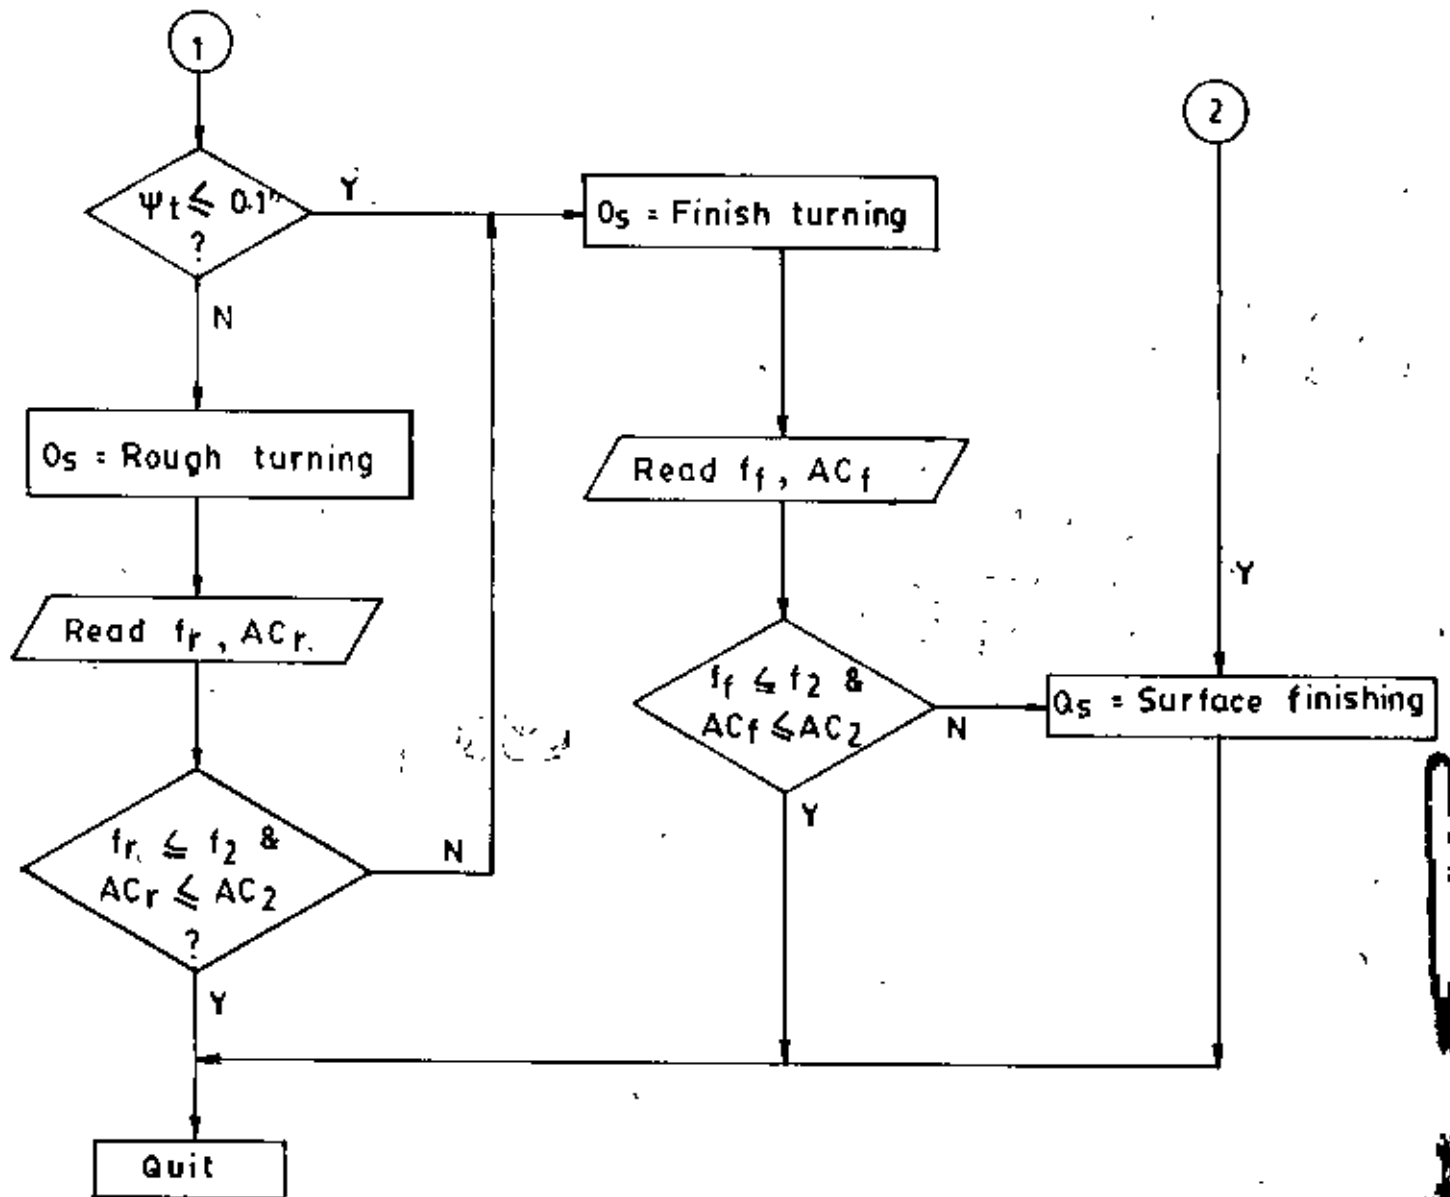 1
Ψt ≤ 0.1"
?
Y
N
Os = Rough turning
Read fr, ACr.
fr. ≤ f2 &
ACr ≤ AC2
?
N
Y
Quit
Os = Finish turning
Read ff, ACf
ff ≤ f2 &
ACf ≤ AC2
N
Y
2
Y
Os = Surface finishing